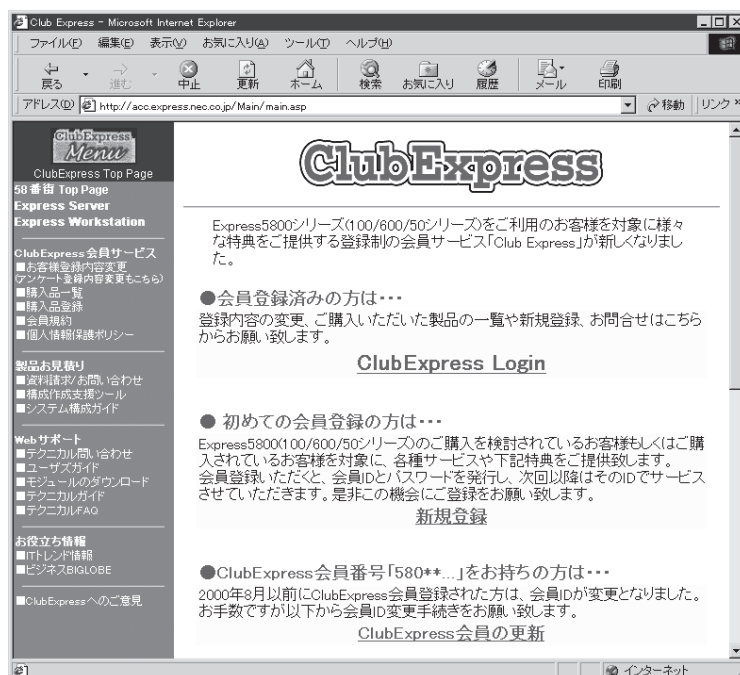 Club Express - Microsoft Internet Explorer
ファイル(F) 編集(E) 表示(V) お気に入り(A) ツール(T) ヘルプ(H)
戻る 進む 中止 更新 ホーム 検索 お気に入り 履歴 メール 印刷
アドレス(D) http://acc.express.nec.co.jp/Main/main.asp 移動 リンク »
ClubExpress
Menu
ClubExpress Top Page
58番街 Top Page
Express Server
Express Workstation
ClubExpress会員サービス
■お客様登録内容変更
(アンケート登録内容変更もこちら)
■購入品一覧
■購入品登録
■会員規約
■個人情報保護ポリシー
製品お見積り
■資料請求/お問い合わせ
■構成作成支援ツール
■システム構成ガイド
Webサポート
■テクニカル問い合わせ
■ユーザズガイド
■モジュールのダウンロード
■テクニカルガイド
■テクニカルFAQ
お役立ち情報
■ITトレンド情報
■ビジネスBIGLOBE
■ClubExpressへのご意見
ClubExpress
Express5800シリーズ(100/600/50シリーズ)をご利用のお客様を対象に様々
な特典をご提供する登録制の会員サービス「Club Express」が新しくなりまし
た。
●会員登録済みの方は･･･
登録内容の変更、ご購入いただいた製品の一覧や新規登録、お問合せはこちら
からお願い致します。
ClubExpress Login
● 初めての会員登録の方は･･･
Express5800(100/600/50シリーズ)のご購入を検討されているお客様もしくはご購
入されているお客様を対象に、各種サービスや下記特典をご提供致します。
会員登録いただくと、会員IDとパスワードを発行し、次回以降はそのIDでサービス
させていただきます。是非この機会にご登録をお願い致します。
新規登録
●ClubExpress会員番号「580**...」をお持ちの方は･･･
2000年8月以前にClubExpress会員登録された方は、会員IDが変更となりました。
お手数ですが以下から会員ID変更手続きをお願い致します。
ClubExpress会員の更新
インターネット